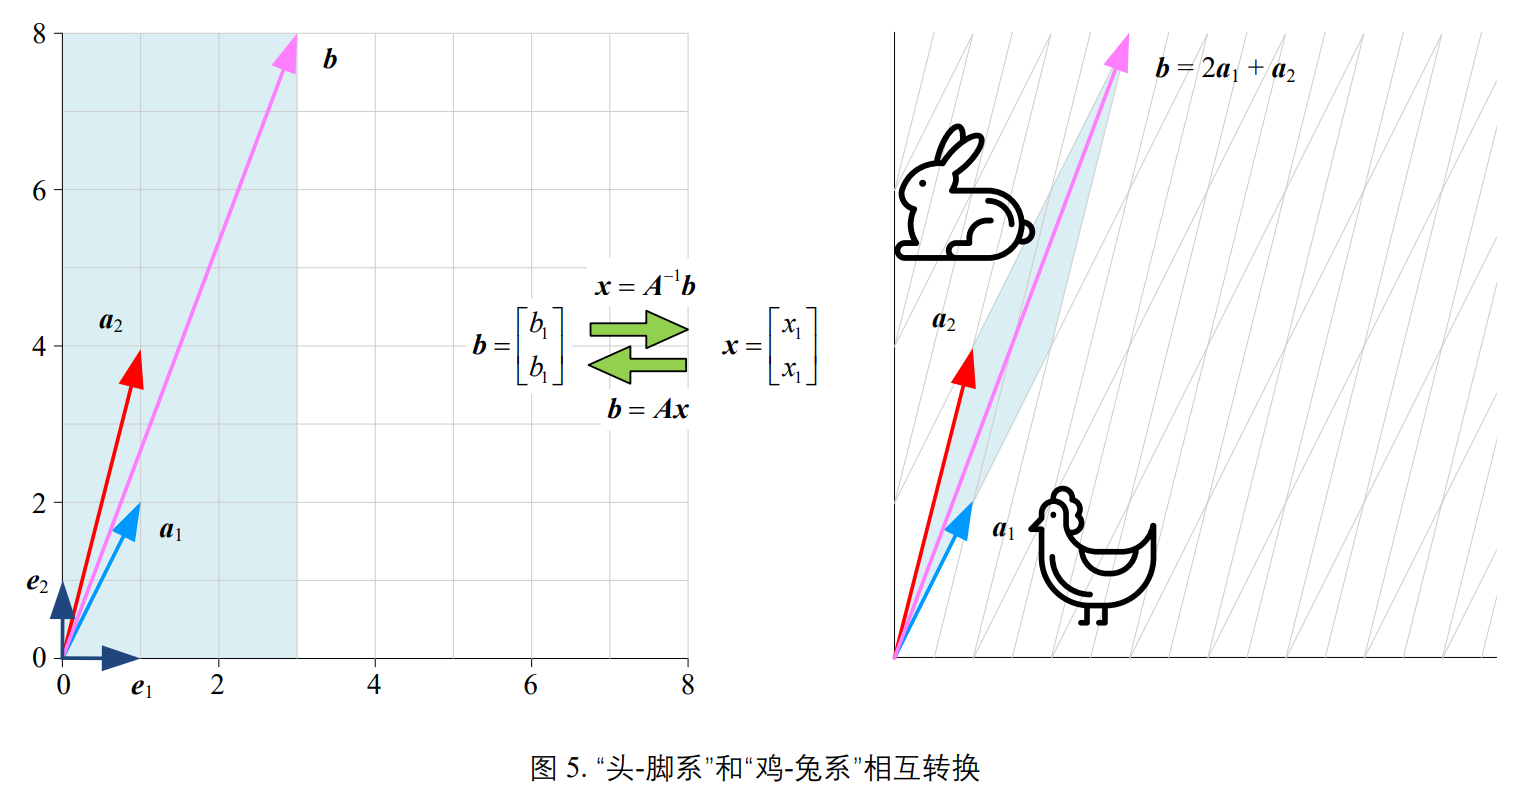 8
b
b = 2a1 + a2
6
x = A⁻¹b
b = [b1 b1]
x = [x1 x1]
b = Ax
a2
a2
4
2
a1
a1
e2
0
0
e1
2
4
6
8
图 5. “头-脚系”和“鸡-兔系”相互转换